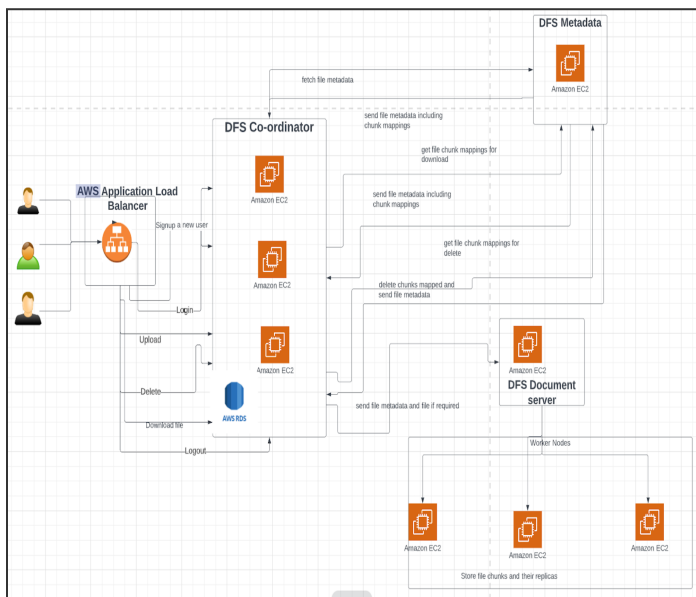 DFS Metadata
Amazon EC2
fetch file metadata
send file metadata including
chunk mappings
DFS Co-ordinator
get file chunk mappings for
download
Amazon EC2
AWS Application Load
Balancer
send file metadata including
chunk mappings
Signup a new user
get file chunk mappings for
delete
Amazon EC2
delete chunks mapped and
send file metadata
Login
Upload
Amazon EC2
Amazon EC2
DFS Document
server
Delete
AWS RDS
send file metadata and file if required
Download file
Logout
Worker Nodes
Amazon EC2
Amazon EC2
Amazon EC2
Store file chunks and their replicas